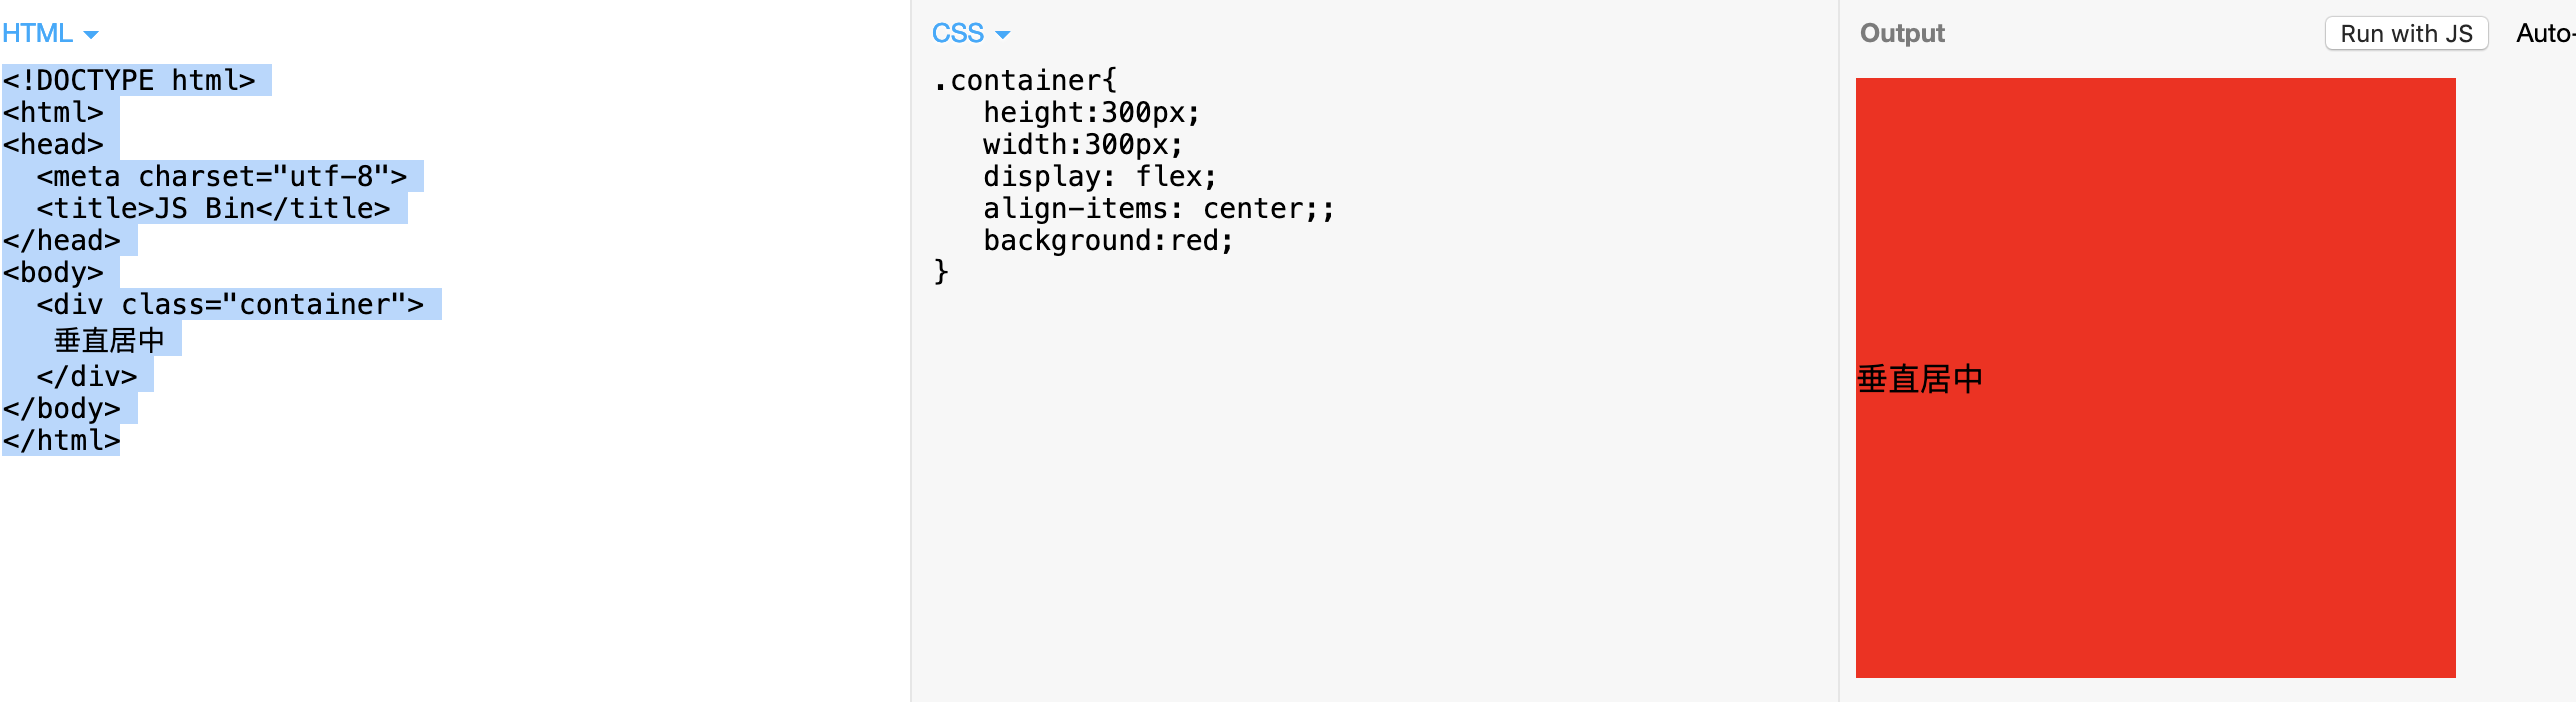 HTML
<!DOCTYPE html>
<html>
<head>
  <meta charset="utf-8">
  <title>JS Bin</title>
</head>
<body>
  <div class="container">
   垂直居中
  </div>
</body>
</html>
CSS
.container{
   height:300px;
   width:300px;
   display: flex;
   align-items: center;;
   background:red;
}
Output
Run with JS
Auto-
垂直居中